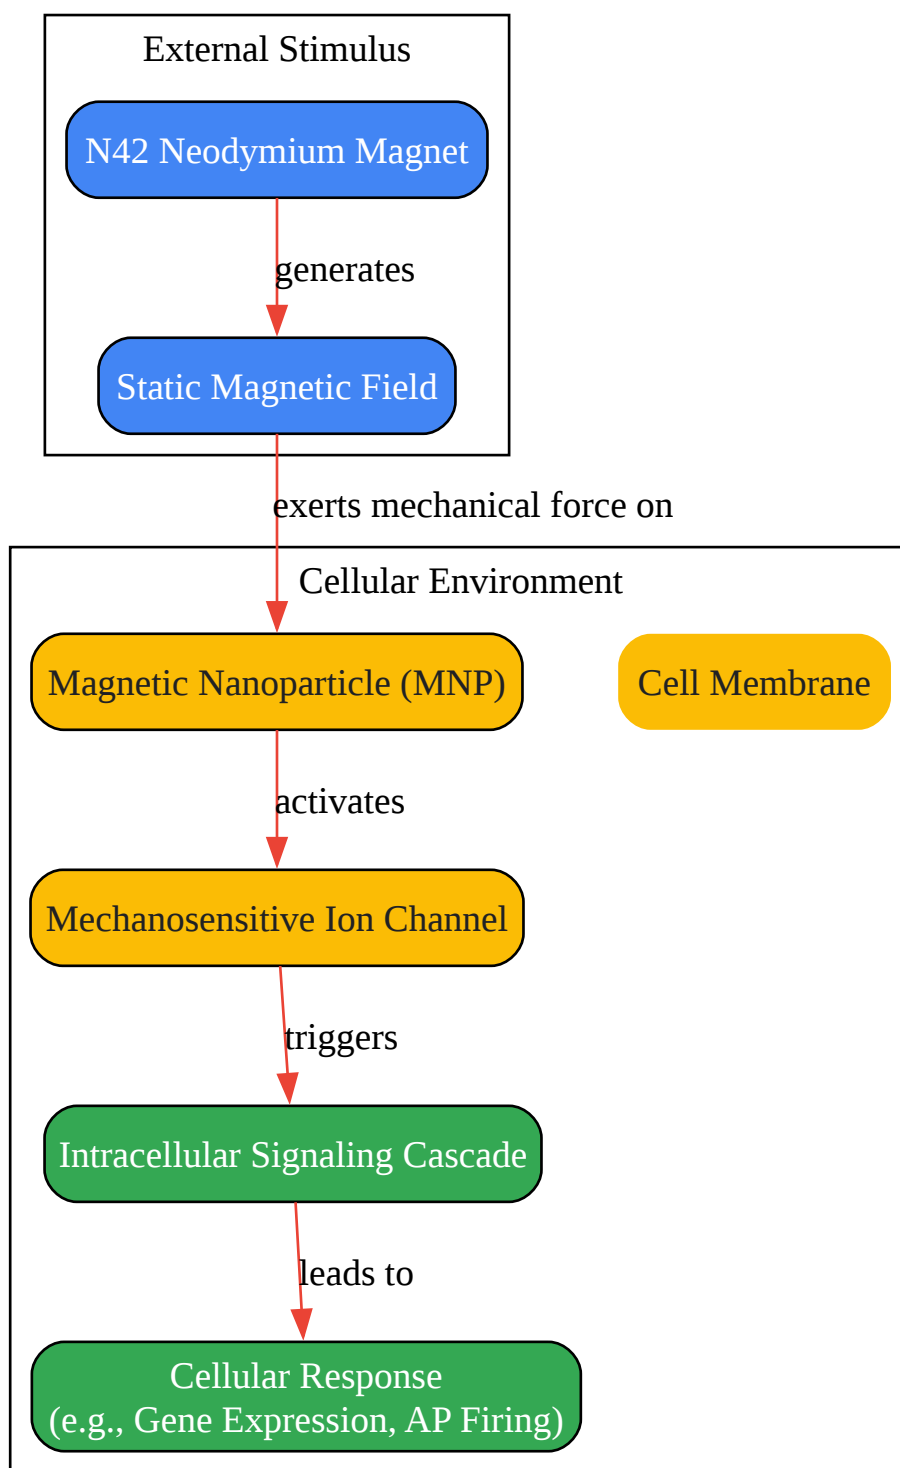 External Stimulus
N42 Neodymium Magnet
generates
Static Magnetic Field
exerts mechanical force on
Cellular Environment
Magnetic Nanoparticle (MNP)
Cell Membrane
activates
Mechanosensitive Ion Channel
triggers
Intracellular Signaling Cascade
leads to
Cellular Response
(e.g., Gene Expression, AP Firing)